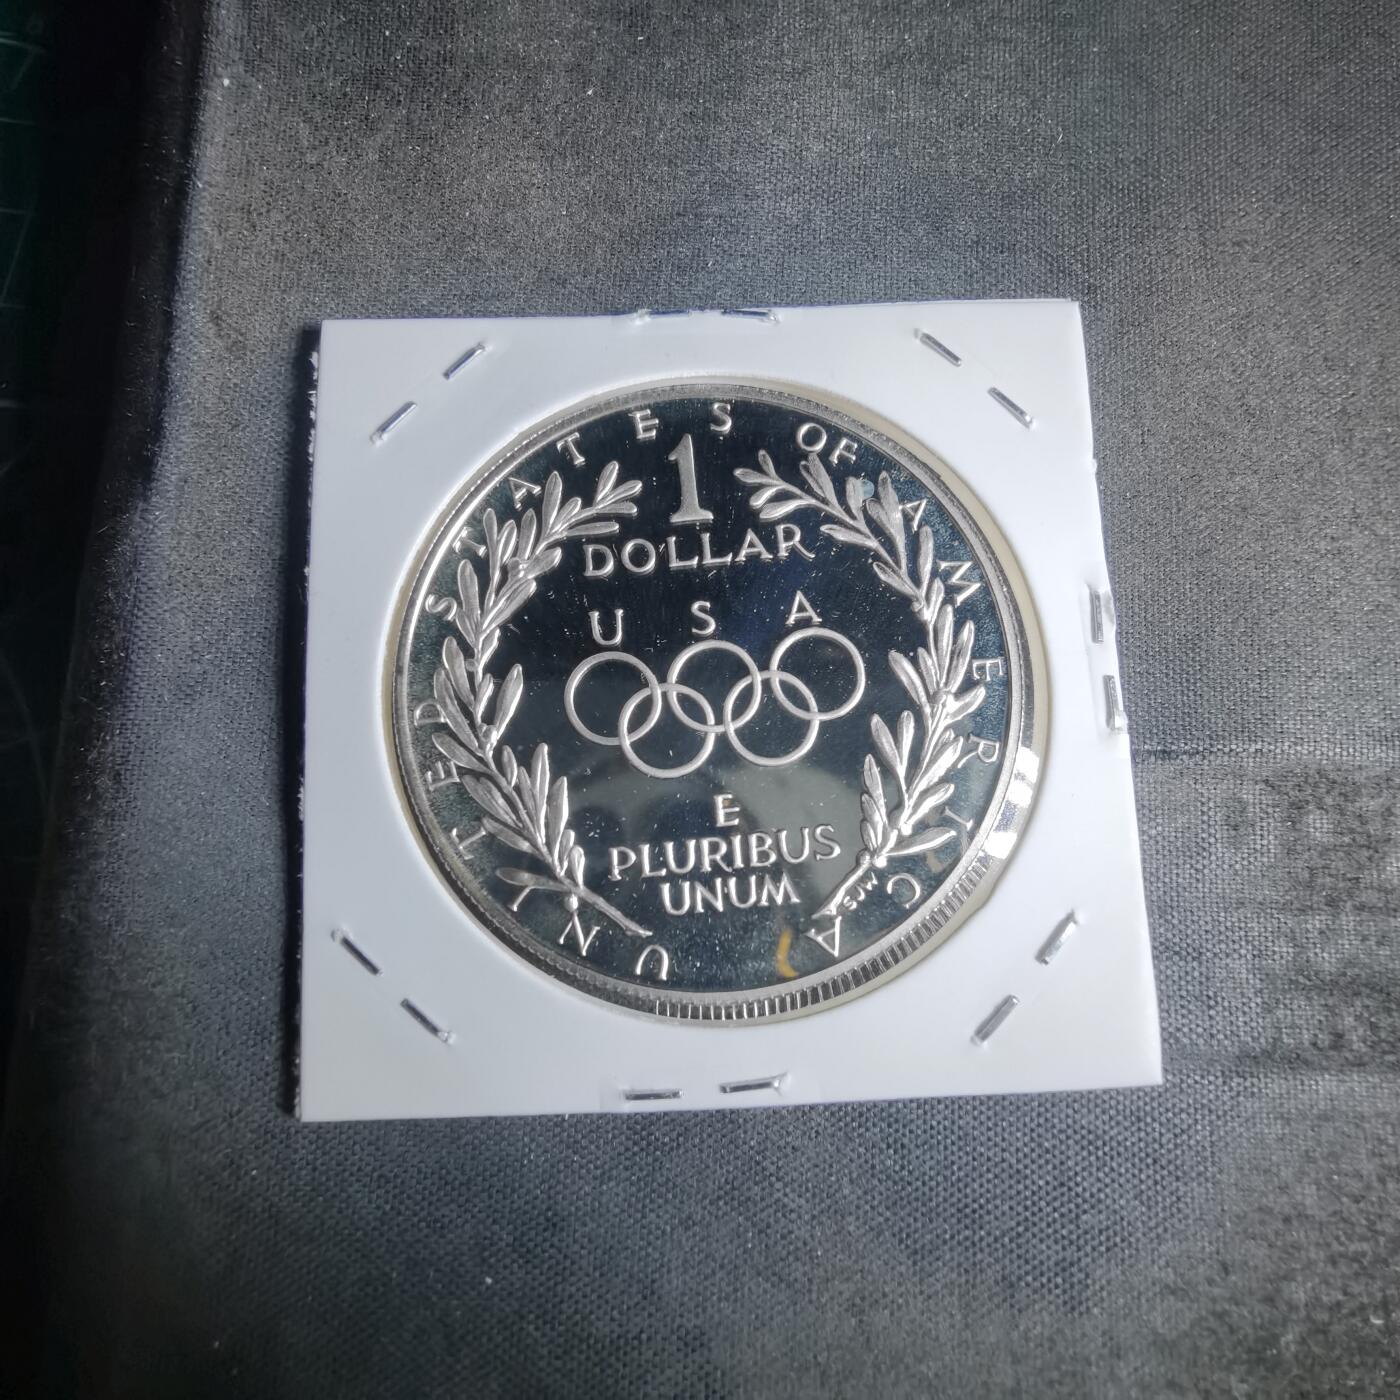 UNITED STATES OF AMERICA
1
DOLLAR
U S A
E
PLURIBUS
UNUM